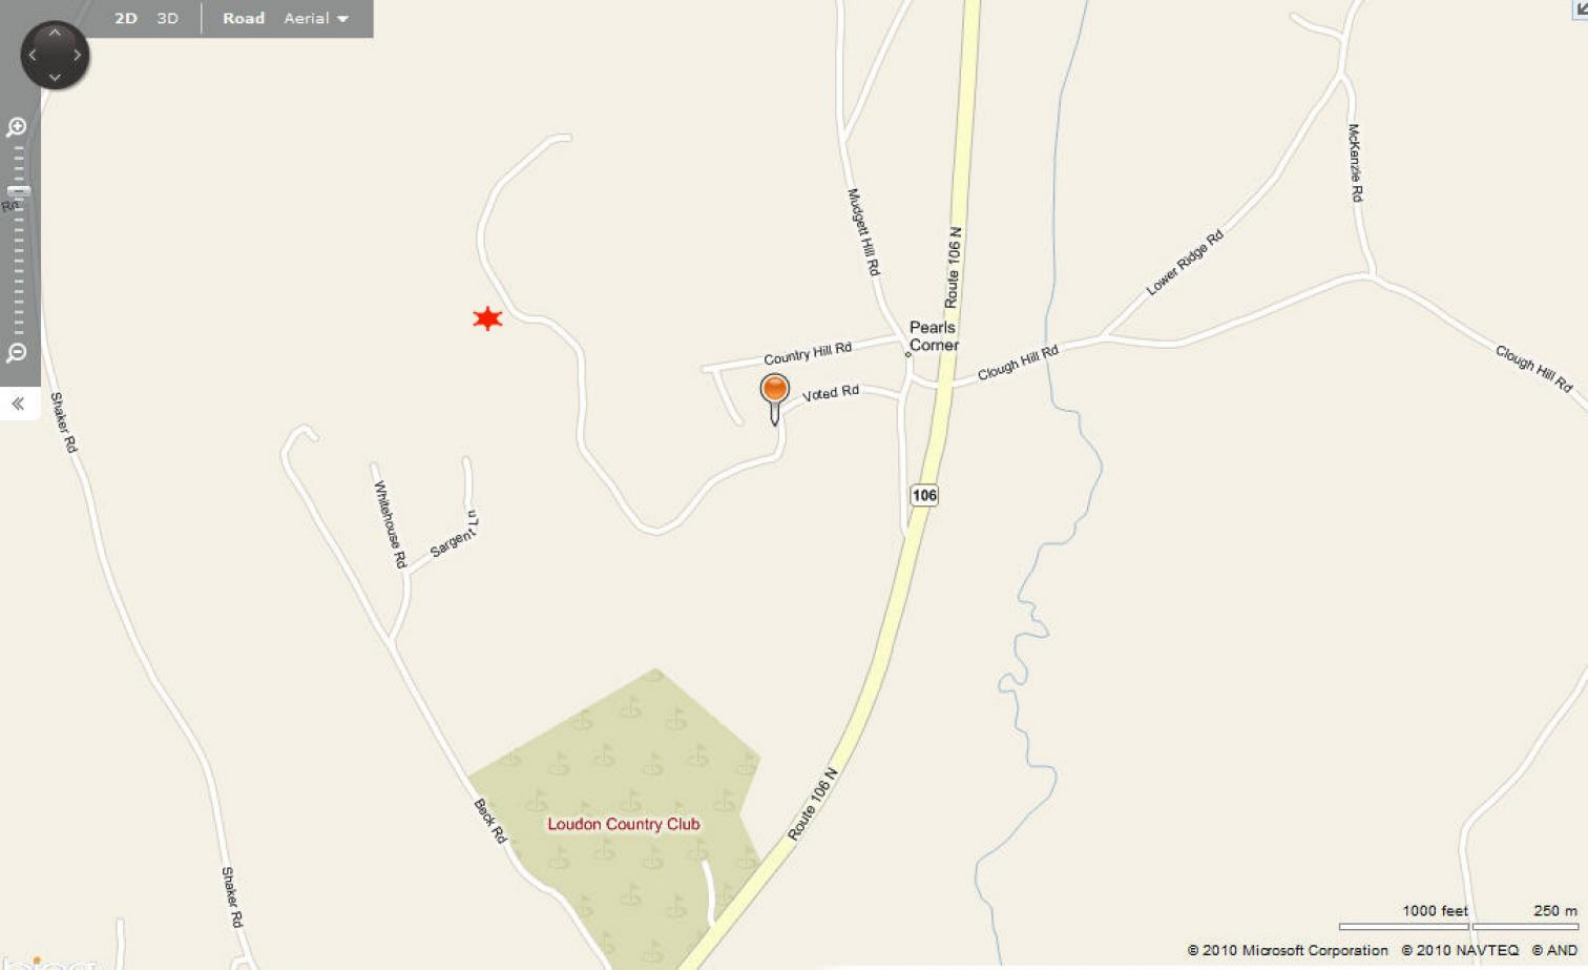 2D 3D Road Aerial
McKenzie Rd
Mudgett Hill Rd
Route 106 N
Lower Ridge Rd
Pearls
Corner
Country Hill Rd
Clough Hill Rd
Clough Hill Rd
Voted Rd
Shaker Rd
106
Whitehouse Rd
Sargent Ln
Route 106 N
Beck Rd
Loudon Country Club
Shaker Rd
1000 feet 250 m
© 2010 Microsoft Corporation © 2010 NAVTEQ © AND